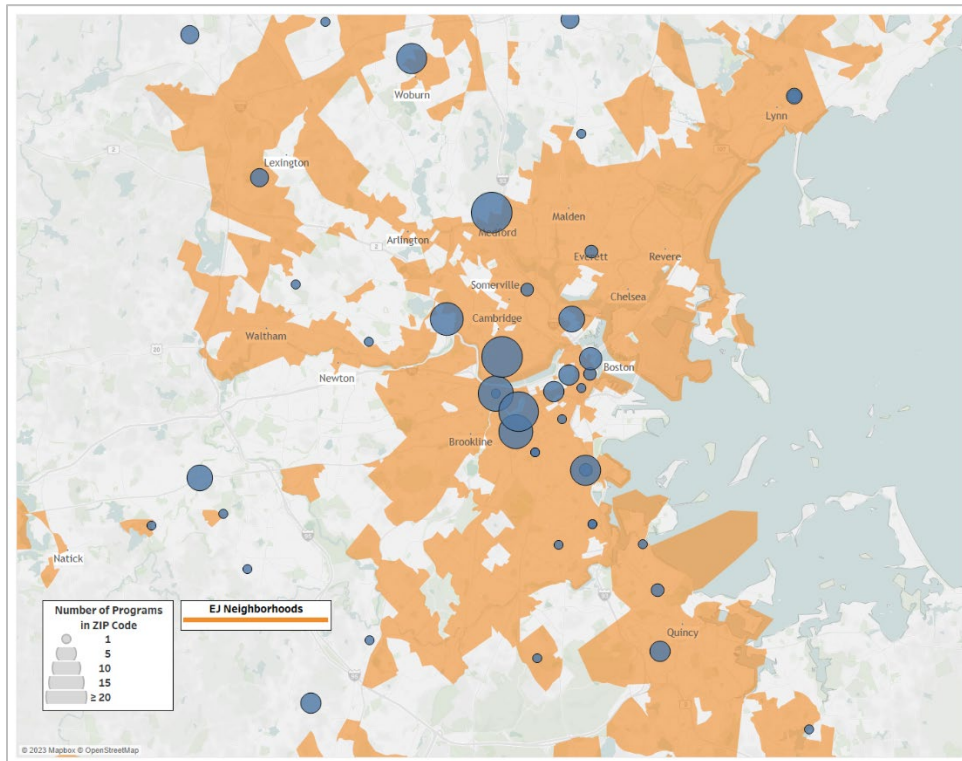 Woburn
Lynn
Lexington
Malden
Medford
Arlington
Everett
Revere
Somerville
Chelsea
Cambridge
Waltham
Boston
Newton
Brookline
Natick
Quincy
Number of Programs
in ZIP Code
1
5
10
15
≥ 20
EJ Neighborhoods
© 2023 Mapbox © OpenStreetMap